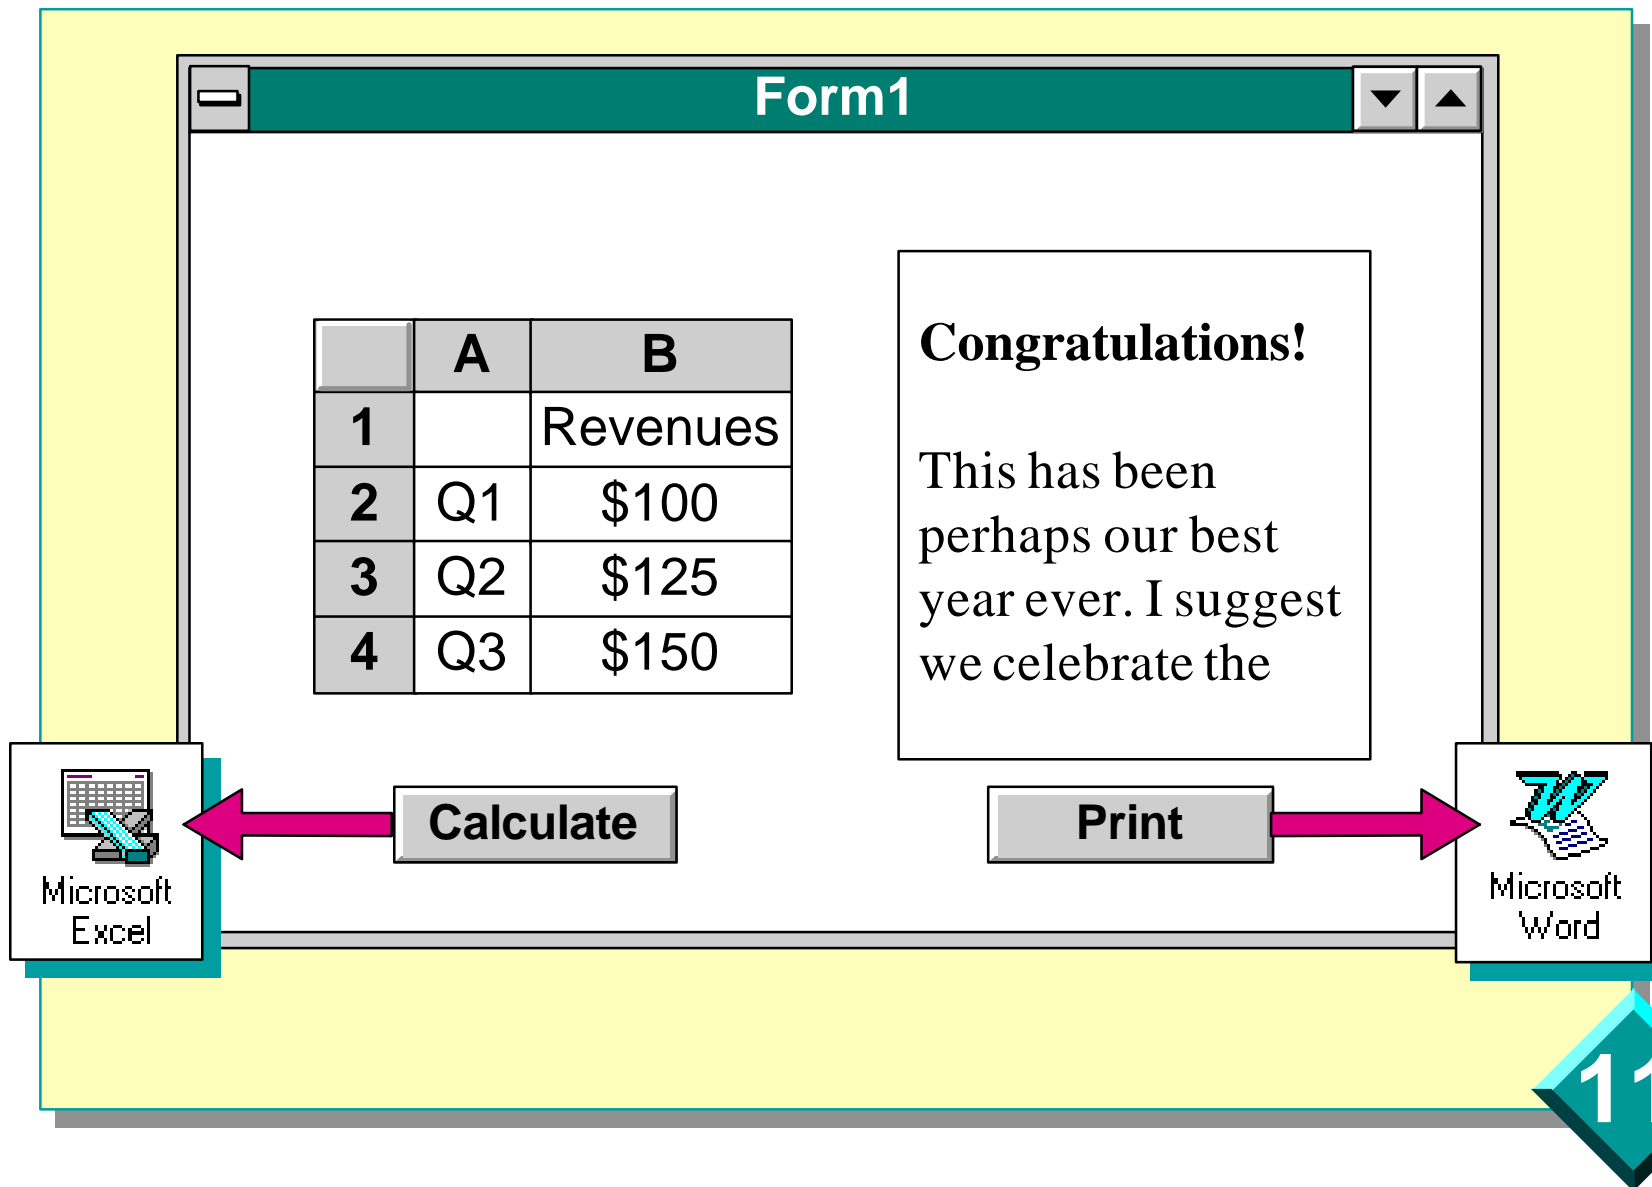 Form1
A B
1 Revenues
2 Q1 $100
3 Q2 $125
4 Q3 $150
Congratulations!
This has been
perhaps our best
year ever. I suggest
we celebrate the
Calculate
Print
Microsoft
Excel
Microsoft
Word
11